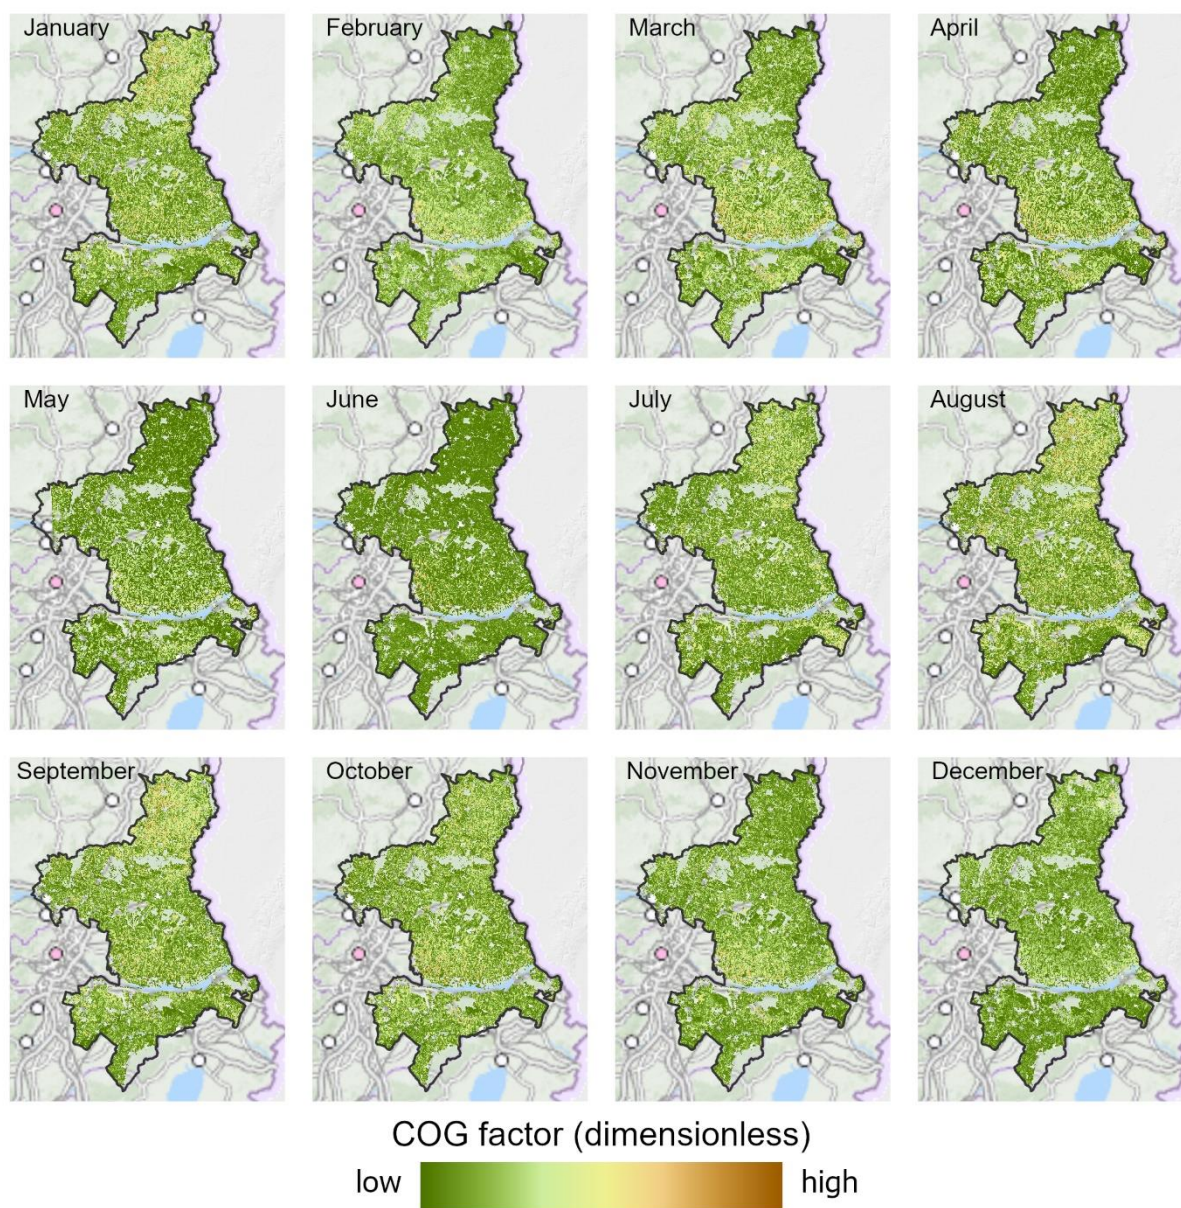 January
February
March
April
May
June
July
August
September
October
November
December
COG factor (dimensionless)
low
high